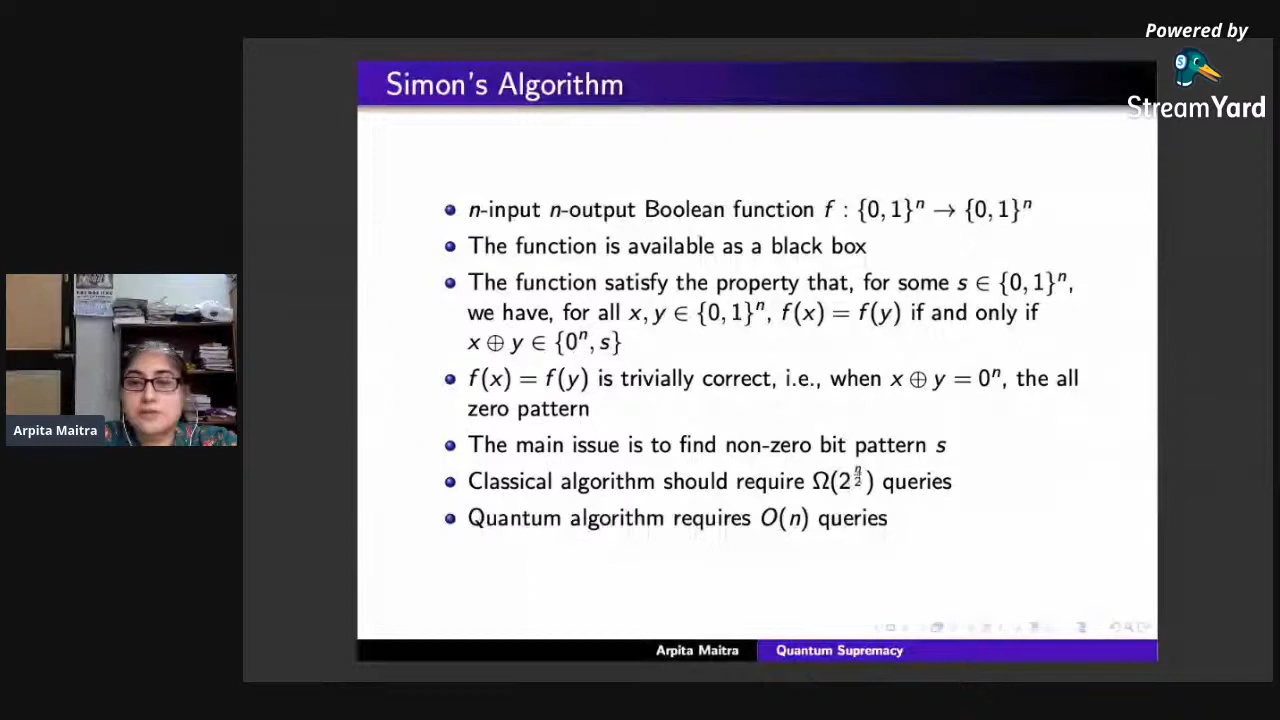 Powered by
StreamYard
Simon's Algorithm
n-input n-output Boolean function f : {0, 1}ⁿ → {0, 1}ⁿ
The function is available as a black box
The function satisfy the property that, for some s ∈ {0, 1}ⁿ,
we have, for all x, y ∈ {0, 1}ⁿ, f(x) = f(y) if and only if
x ⊕ y ∈ {0ⁿ, s}
f(x) = f(y) is trivially correct, i.e., when x ⊕ y = 0ⁿ, the all
zero pattern
The main issue is to find non-zero bit pattern s
Classical algorithm should require Ω(2^(n/2)) queries
Quantum algorithm requires O(n) queries
Arpita Maitra
Arpita Maitra Quantum Supremacy